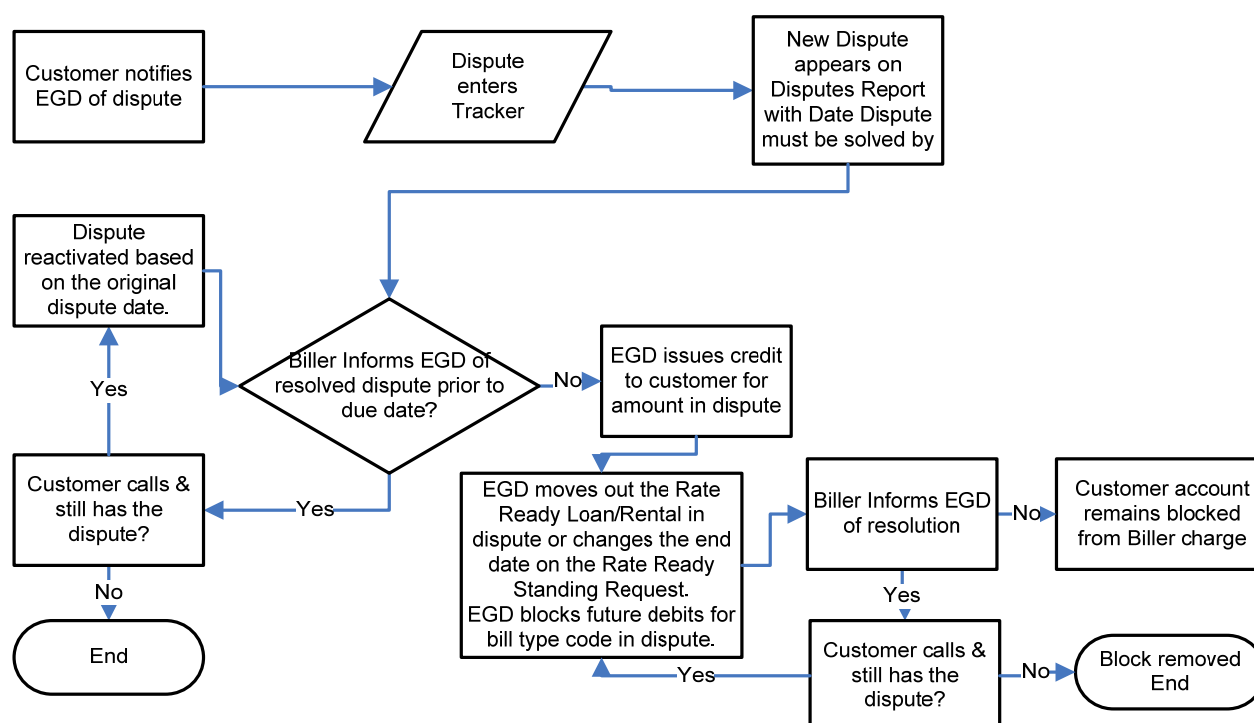 Customer notifies
EGD of dispute
Dispute
enters
Tracker
New Dispute
appears on
Disputes Report
with Date Dispute
must be solved by
Dispute
reactivated based
on the original
dispute date.
Biller Informs EGD of
resolved dispute prior to
due date?
No
EGD issues credit
to customer for
amount in dispute
Yes
Customer calls &
still has the
dispute?
Yes
No
End
EGD moves out the Rate
Ready Loan/Rental in
dispute or changes the end
date on the Rate Ready
Standing Request.
EGD blocks future debits for
bill type code in dispute.
Biller Informs EGD
of resolution
No
Customer account
remains blocked
from Biller charge
Yes
Customer calls &
still has the
dispute?
Yes
No
Block removed
End